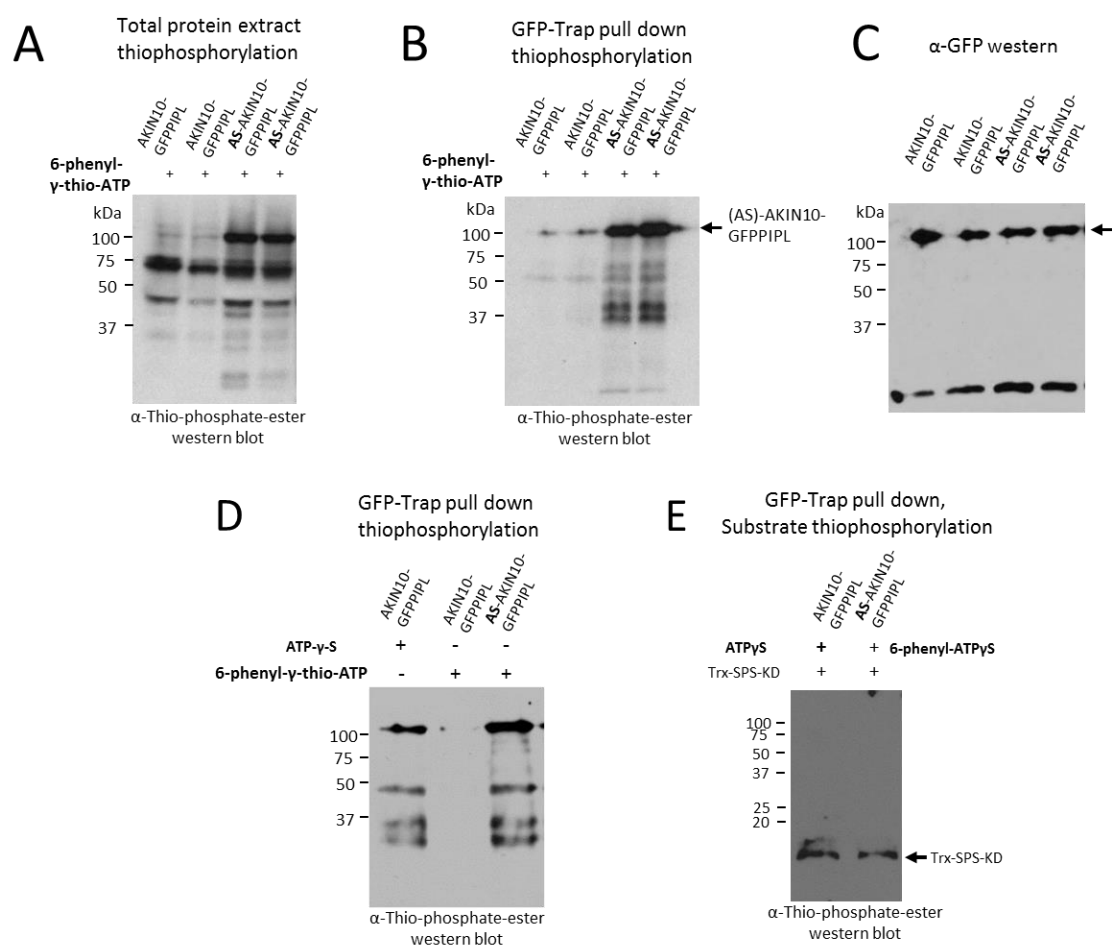 A
Total protein extract
thiophosphorylation
AKIN10-
GFPPIPL
AKIN10-
GFPPIPL
AS-AKIN10-
GFPPIPL
AS-AKIN10-
GFPPIPL
6-phenyl-
γ-thio-ATP
+ + + +
kDa
100
75
50
37
α-Thio-phosphate-ester
western blot
B
GFP-Trap pull down
thiophosphorylation
AKIN10-
GFPPIPL
AKIN10-
GFPPIPL
AS-AKIN10-
GFPPIPL
AS-AKIN10-
GFPPIPL
6-phenyl-
γ-thio-ATP
+ + + +
kDa
100
75
50
37
(AS)-AKIN10-
GFPPIPL
α-Thio-phosphate-ester
western blot
C
α-GFP western
AKIN10-
GFPPIPL
AKIN10-
GFPPIPL
AS-AKIN10-
GFPPIPL
AS-AKIN10-
GFPPIPL
kDa
100
75
50
37
D
GFP-Trap pull down
thiophosphorylation
AKIN10-
GFPPIPL
AKIN10-
GFPPIPL
AS-AKIN10-
GFPPIPL
ATP-γ-S + - -
6-phenyl-γ-thio-ATP - + +
100
75
50
37
α-Thio-phosphate-ester
western blot
E
GFP-Trap pull down,
Substrate thiophosphorylation
AKIN10-
GFPPIPL
AS-AKIN10-
GFPPIPL
ATPγS + + 6-phenyl-ATPγS
Trx-SPS-KD + +
100
75
50
37
25
20
Trx-SPS-KD
α-Thio-phosphate-ester
western blot